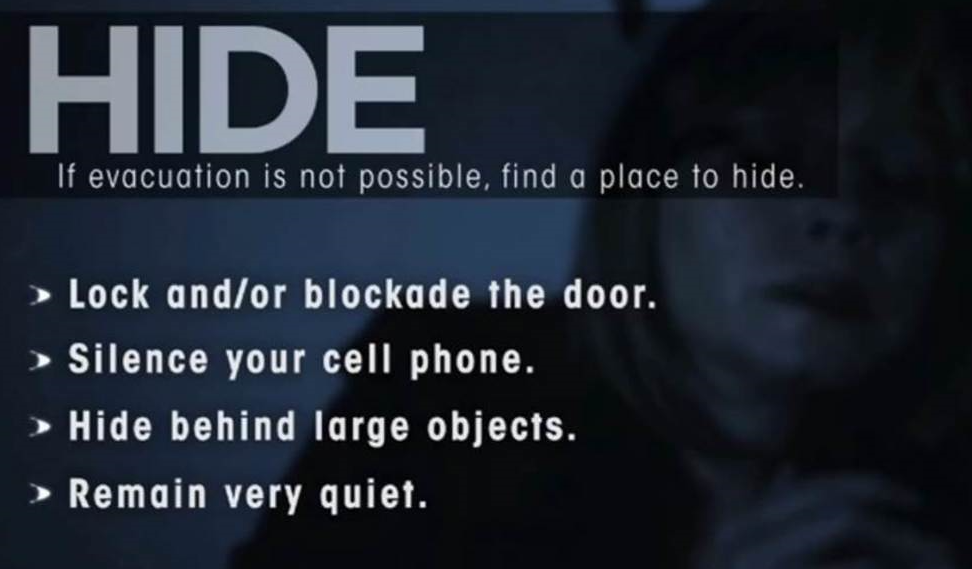 HIDE
If evacuation is not possible, find a place to hide.
> Lock and/or blockade the door.
> Silence your cell phone.
> Hide behind large objects.
> Remain very quiet.